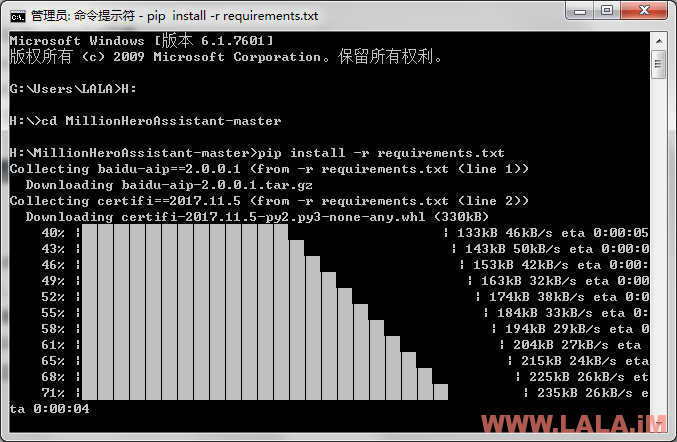 管理员: 命令提示符 - pip  install -r requirements.txt
Microsoft Windows [版本 6.1.7601]
版权所有 (c) 2009 Microsoft Corporation。保留所有权利。
G:\Users\LALA>H:
H:\>cd MillionHeroAssistant-master
H:\MillionHeroAssistant-master>pip install -r requirements.txt
Collecting baidu-aip==2.0.0.1 (from -r requirements.txt (line 1))
  Downloading baidu-aip-2.0.0.1.tar.gz
Collecting certifi==2017.11.5 (from -r requirements.txt (line 2))
  Downloading certifi-2017.11.5-py2.py3-none-any.whl (330kB)
    40% | | 133kB 46kB/s eta 0:00:05
    43% | | 143kB 50kB/s eta 0:00:0
    46% | | 153kB 42kB/s eta 0:00:
    49% | | 163kB 32kB/s eta 0:00
    52% | | 174kB 38kB/s eta 0:0
    55% | | 184kB 33kB/s eta 0:
    58% | | 194kB 29kB/s eta 0
    61% | | 204kB 27kB/s eta
    65% | | 215kB 24kB/s eta
    68% | | 225kB 26kB/s et
    71% | | 235kB 26kB/s e
ta 0:00:04
WWW.LALA.iM